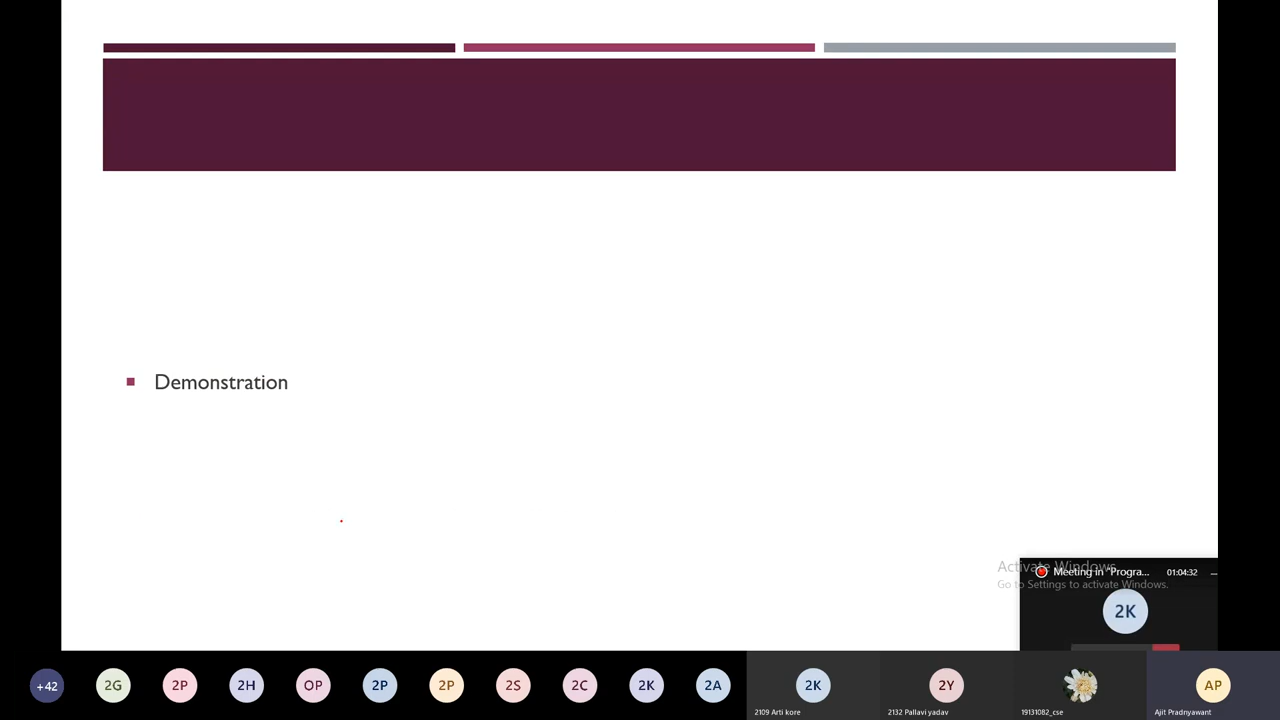 Demonstration
Activate Windows
Go to Settings to activate Windows.
Meeting in "Progra... 01:04:32
2K
+42 2G 2P 2H OP 2P 2P 2S 2C 2K 2A 2K 2Y AP
2109 Arti kore 2132 Pallavi yadav 19131082_cse Ajit Pradnyawant